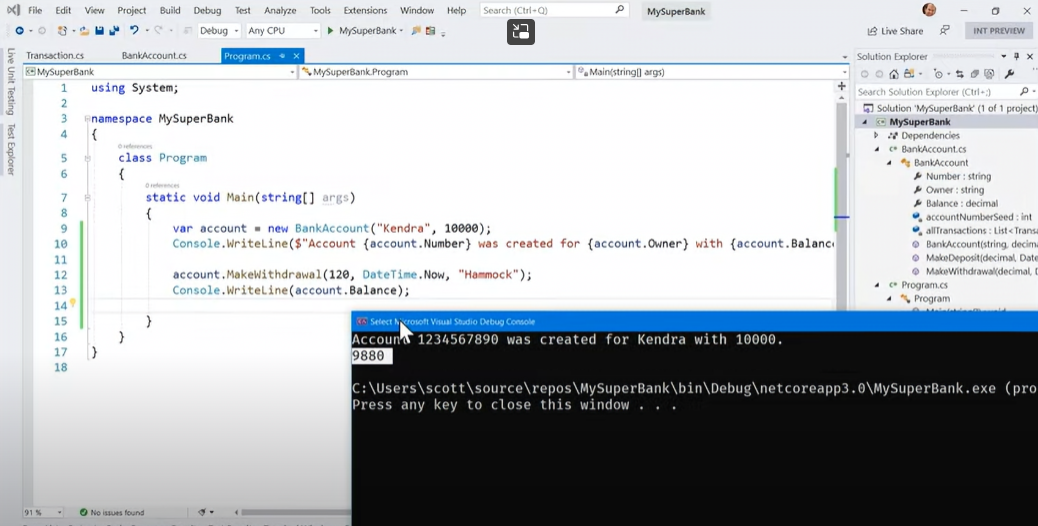 File Edit View Project Build Debug Test Analyze Tools Extensions Window Help Search (Ctrl+Q) MySuperBank
Debug Any CPU MySuperBank Live Share INT PREVIEW
Transaction.cs BankAccount.cs Program.cs
MySuperBank MySuperBank.Program Main(string[] args)
Live Unit Testing
Test Explorer
1 using System;
2
3 namespace MySuperBank
4 {
0 references
5 class Program
6 {
0 references
7 static void Main(string[] args)
8 {
9 var account = new BankAccount("Kendra", 10000);
10 Console.WriteLine($"Account {account.Number} was created for {account.Owner} with {account.Balanc
11
12 account.MakeWithdrawal(120, DateTime.Now, "Hammock");
13 Console.WriteLine(account.Balance);
14
15 }
16 }
17 }
18
91 % No issues found
Solution Explorer
Search Solution Explorer (Ctrl+;)
Solution 'MySuperBank' (1 of 1 project)
MySuperBank
Dependencies
BankAccount.cs
BankAccount
Number : string
Owner : string
Balance : decimal
accountNumberSeed : int
allTransactions : List<Transa
BankAccount(string, decima
MakeDeposit(decimal, Date
MakeWithdrawal(decimal, D
Program.cs
Program
Select Microsoft Visual Studio Debug Console
Account 1234567890 was created for Kendra with 10000.
9880
C:\Users\scott\source\repos\MySuperBank\bin\Debug\netcoreapp3.0\MySuperBank.exe (pro
Press any key to close this window . . .